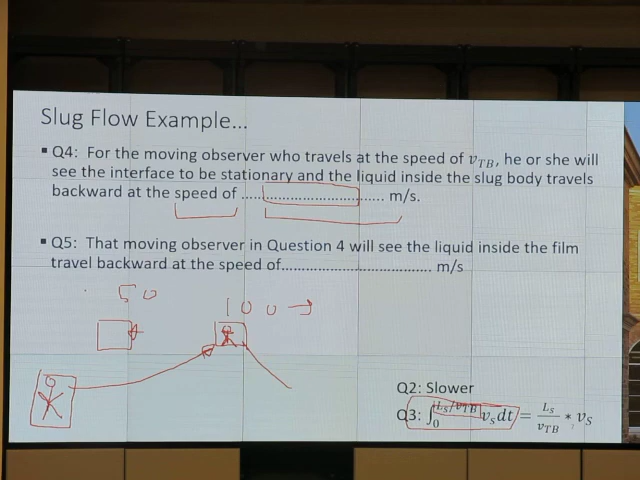 Slug Flow Example...
▪ Q4: For the moving observer who travels at the speed of v_TB, he or she will
see the interface to be stationary and the liquid inside the slug body travels
backward at the speed of ........................................ m/s.
▪ Q5: That moving observer in Question 4 will see the liquid inside the film
travel backward at the speed of...................................... m/s
50
100 →
Q2: Slower
Q3: ∫_0^{L_S/v_TB} v_s dt = L_s/v_TB * v_S